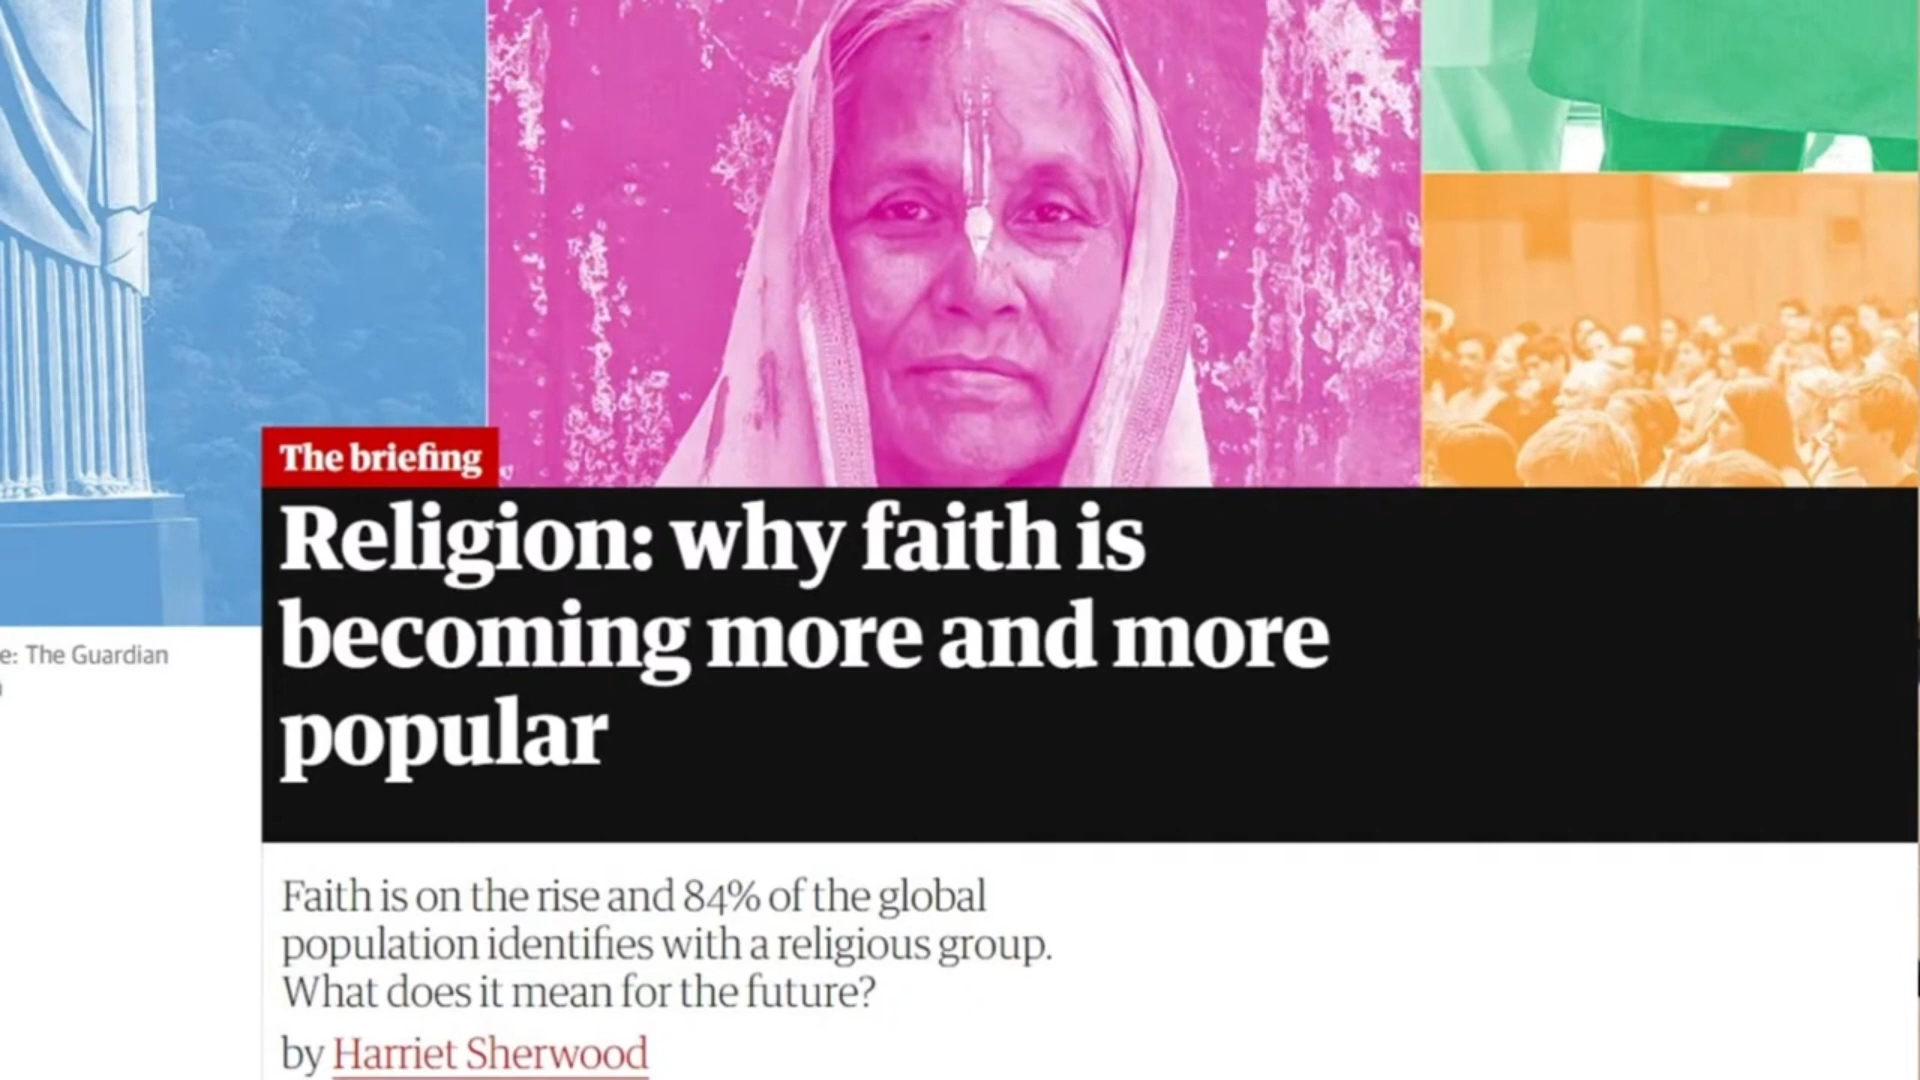 The briefing
Religion: why faith is
becoming more and more
popular
e: The Guardian
Faith is on the rise and 84% of the global
population identifies with a religious group.
What does it mean for the future?
by Harriet Sherwood